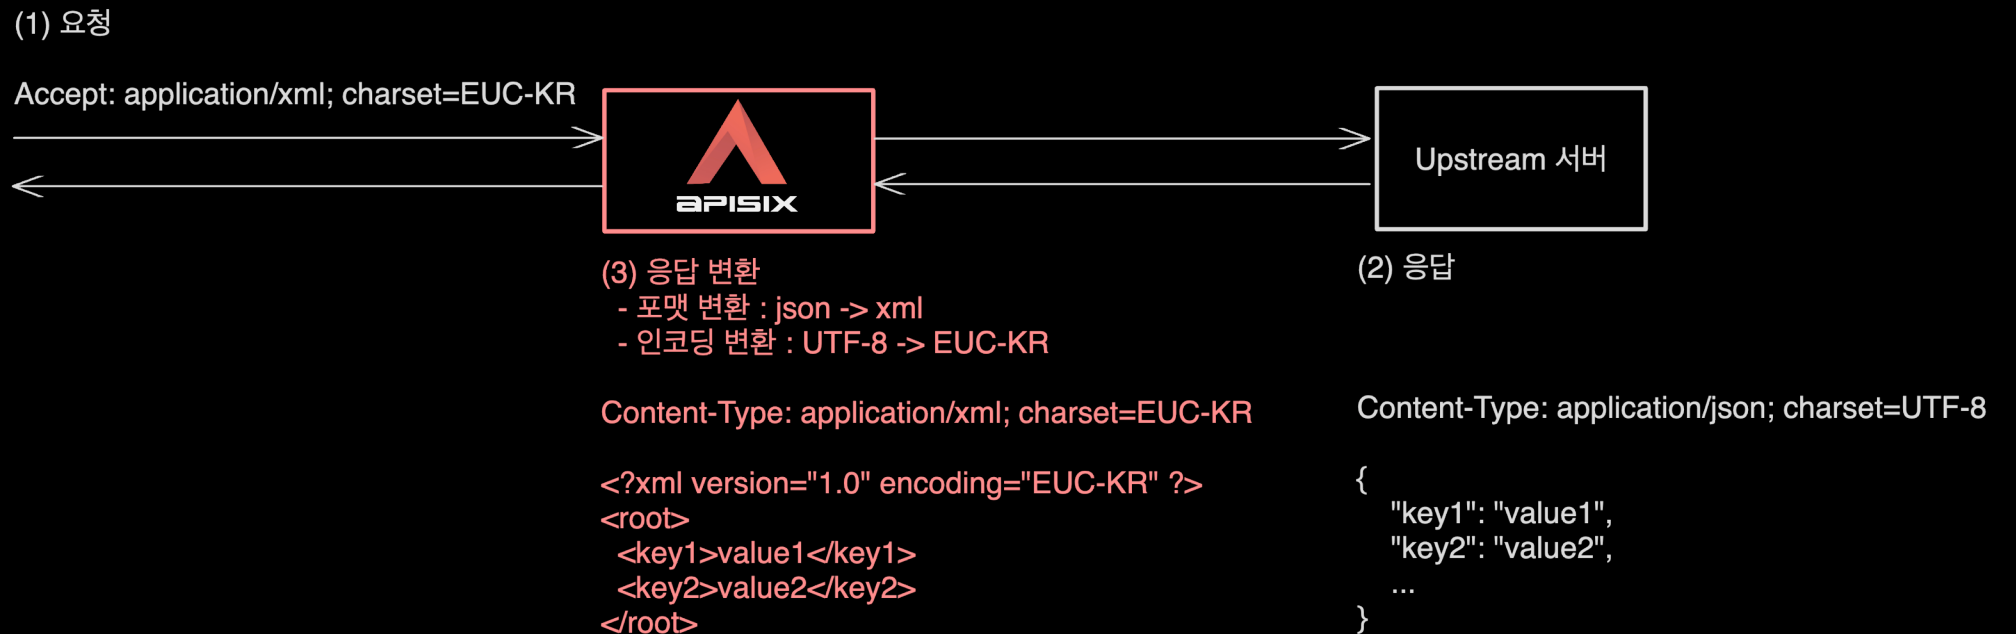 (1) 요청
Accept: application/xml; charset=EUC-KR
APISIX
Upstream 서버
(3) 응답 변환
- 포맷 변환 : json -> xml
- 인코딩 변환 : UTF-8 -> EUC-KR
Content-Type: application/xml; charset=EUC-KR
<?xml version="1.0" encoding="EUC-KR" ?>
<root>
<key1>value1</key1>
<key2>value2</key2>
</root>
(2) 응답
Content-Type: application/json; charset=UTF-8
{
"key1": "value1",
"key2": "value2",
...
}